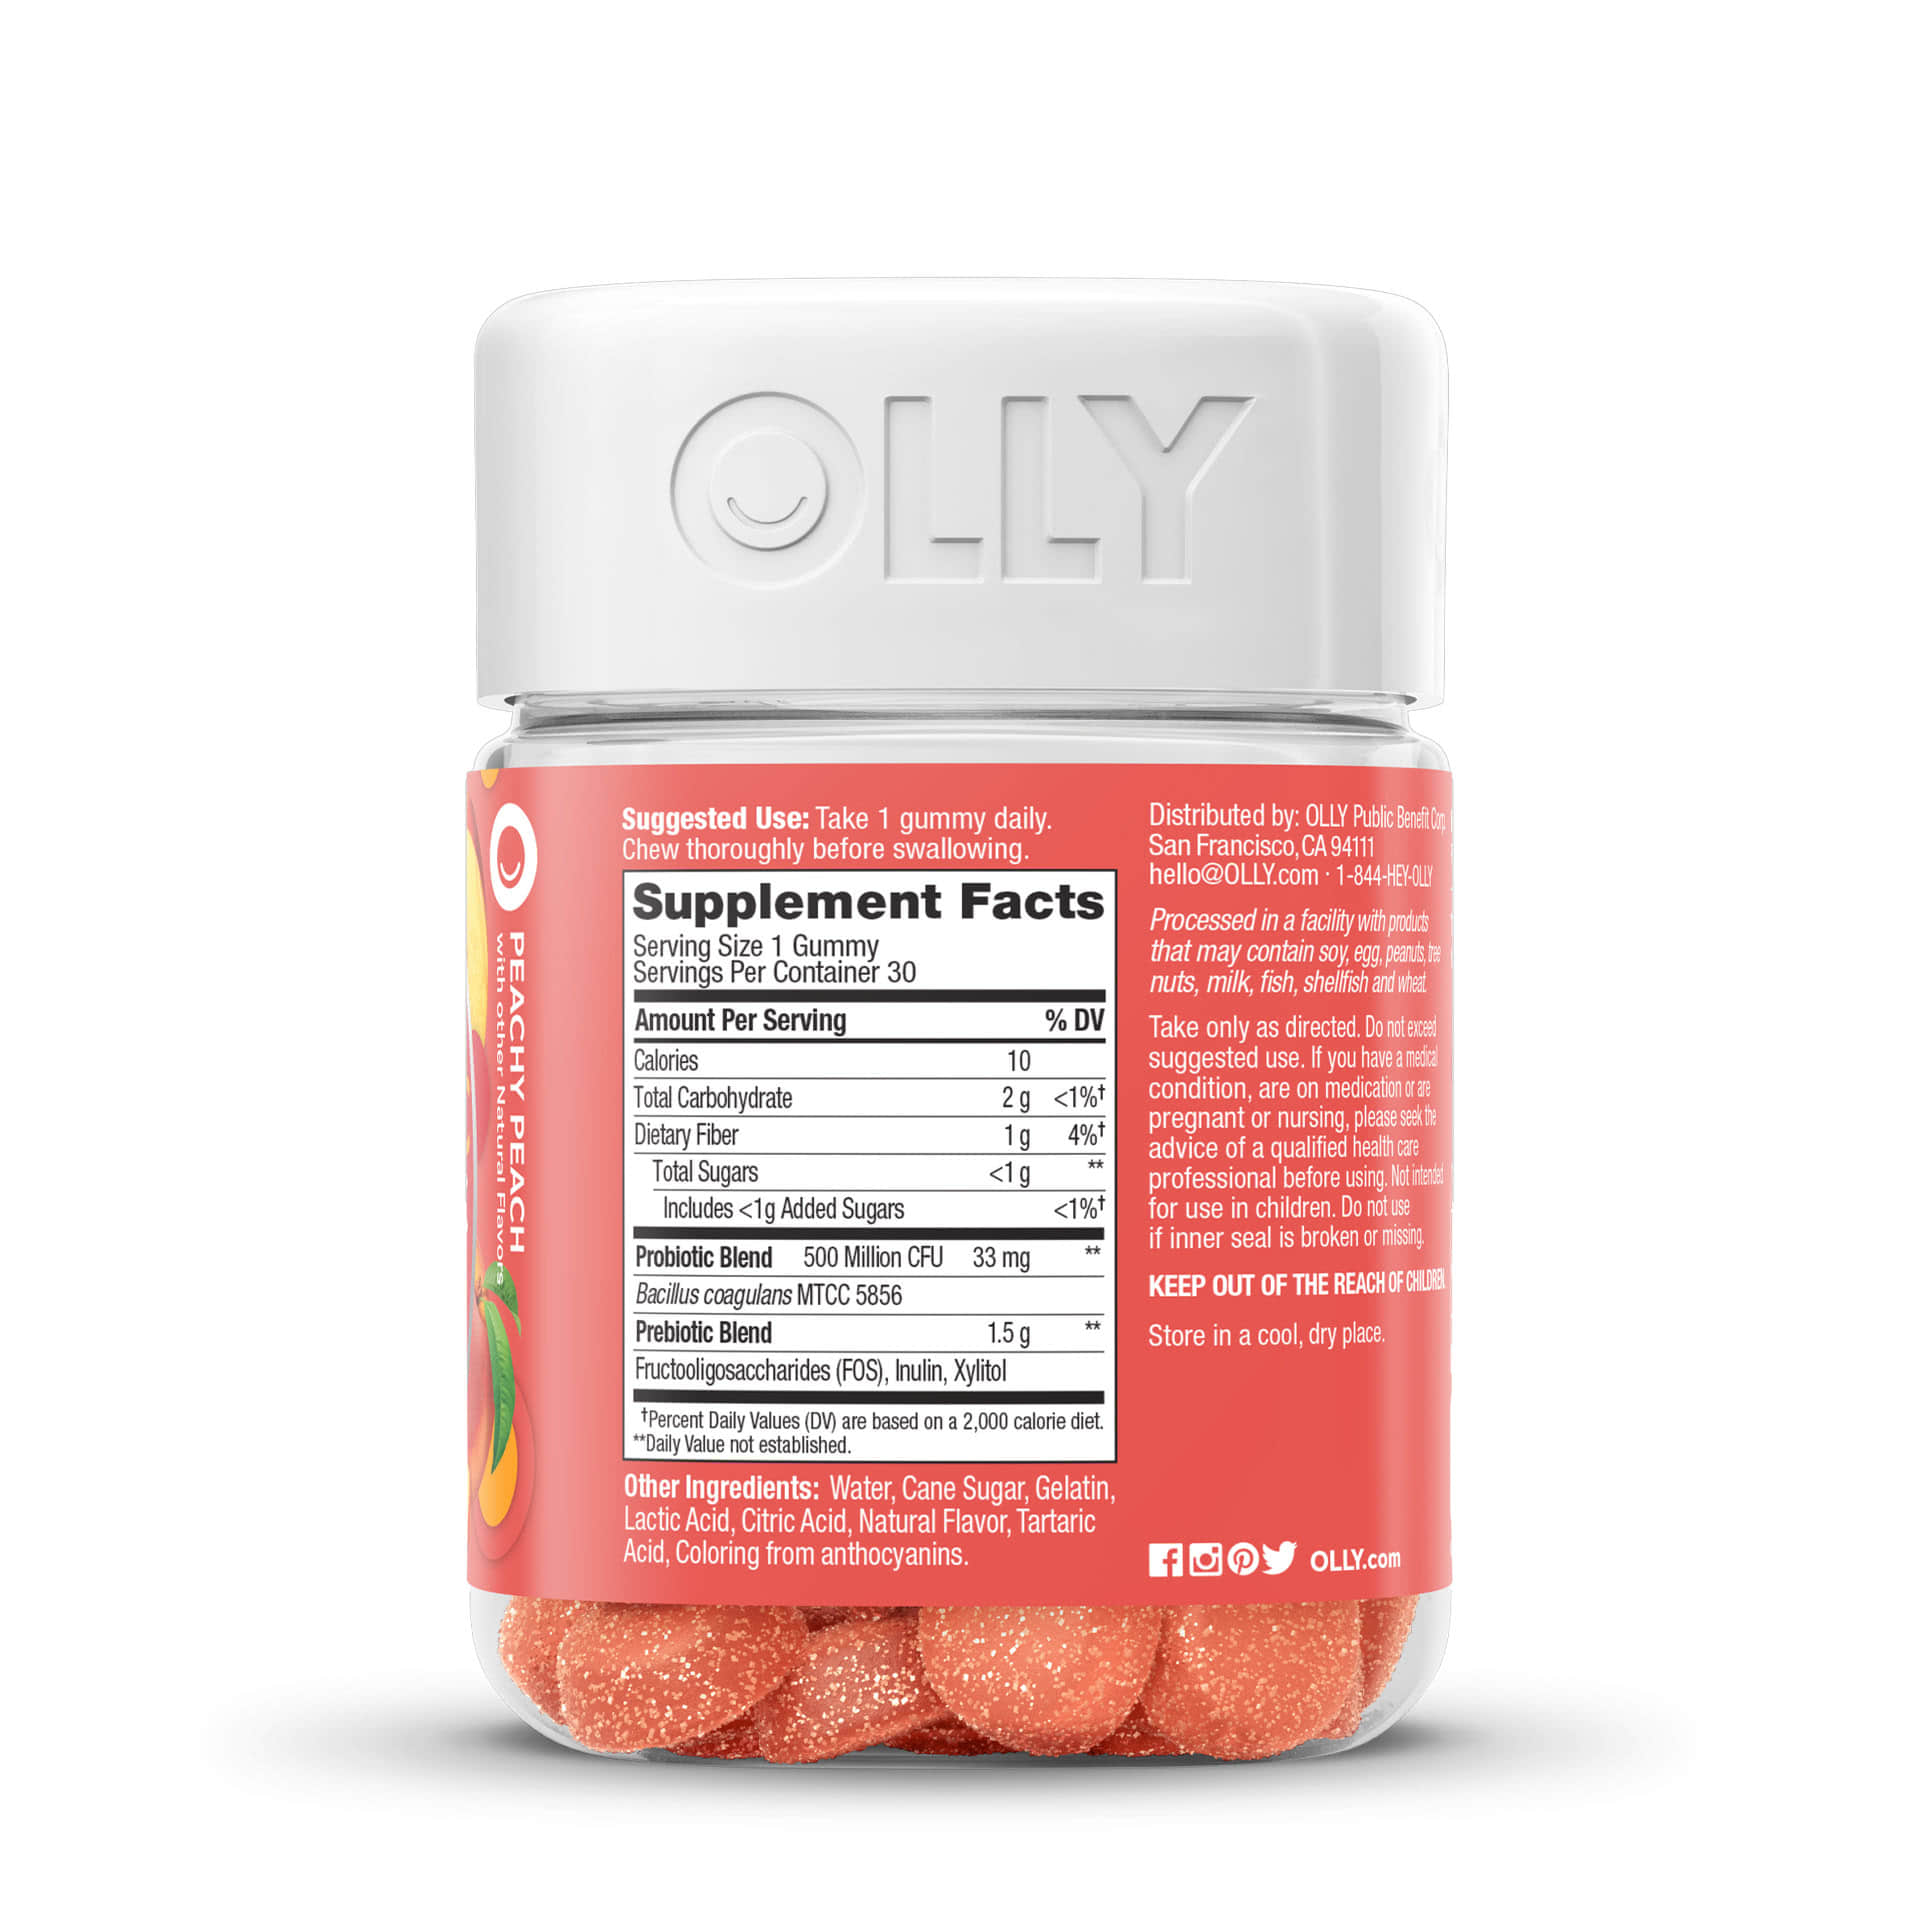 OLLY
PEACHY PEACH
with other Natural Flavors
Suggested Use: Take 1 gummy daily.
Chew thoroughly before swallowing.
Supplement Facts
Serving Size 1 Gummy
Servings Per Container 30
Amount Per Serving % DV
Calories 10
Total Carbohydrate 2 g <1%†
Dietary Fiber 1 g 4%†
Total Sugars <1 g **
Includes <1g Added Sugars <1%†
Probiotic Blend 500 Million CFU 33 mg **
Bacillus coagulans MTCC 5856
Prebiotic Blend 1.5 g **
Fructooligosaccharides (FOS), Inulin, Xylitol
†Percent Daily Values (DV) are based on a 2,000 calorie diet.
**Daily Value not established.
Other Ingredients: Water, Cane Sugar, Gelatin,
Lactic Acid, Citric Acid, Natural Flavor, Tartaric
Acid, Coloring from anthocyanins.
Distributed by: OLLY Public Benefit Corp.
San Francisco, CA 94111
hello@OLLY.com · 1-844-HEY-OLLY
Processed in a facility with products
that may contain soy, egg, peanuts, tree
nuts, milk, fish, shellfish and wheat.
Take only as directed. Do not exceed
suggested use. If you have a medical
condition, are on medication or are
pregnant or nursing, please seek the
advice of a qualified health care
professional before using. Not intended
for use in children. Do not use
if inner seal is broken or missing.
KEEP OUT OF THE REACH OF CHILDREN.
Store in a cool, dry place.
OLLY.com